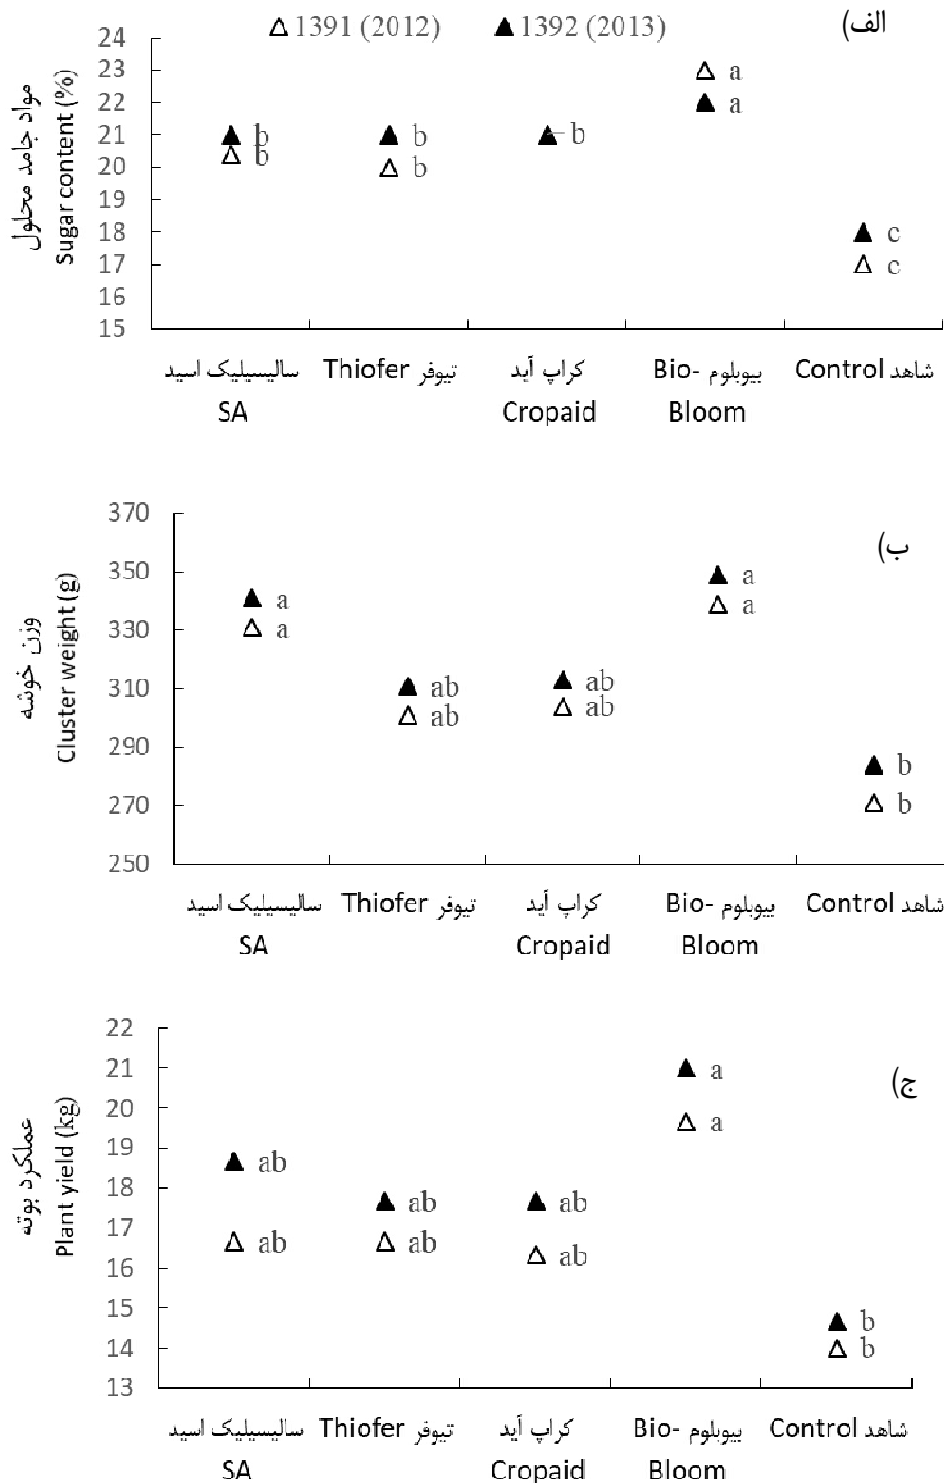 1391 (2012) 1392 (2013)
الف)
مواد جامد محلول
Sugar content (%)
24
23
22
21
20
19
18
17
16
15
b
b
b
b
b
a
a
c
c
سالیسیلیک اسید
SA
تیوفر Thiofer
کراپ آید
Cropaid
بیوبلوم Bio-
Bloom
شاهد Control
ب)
وزن خوشه
Cluster weight (g)
370
350
330
310
290
270
250
a
a
ab
ab
ab
ab
a
a
b
b
سالیسیلیک اسید
SA
تیوفر Thiofer
کراپ آید
Cropaid
بیوبلوم Bio-
Bloom
شاهد Control
ج)
عملکرد بوته
Plant yield (kg)
22
21
20
19
18
17
16
15
14
13
ab
ab
ab
ab
ab
ab
a
a
b
b
سالیسیلیک اسید
SA
تیوفر Thiofer
کراپ آید
Cropaid
بیوبلوم Bio-
Bloom
شاهد Control